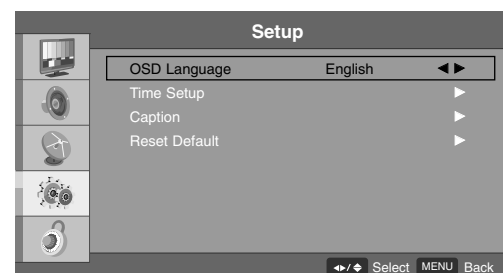 Setup
OSD Language English ◀▶
Time Setup ▶
Caption ▶
Reset Default ▶
◂▸/♦ Select MENU Back